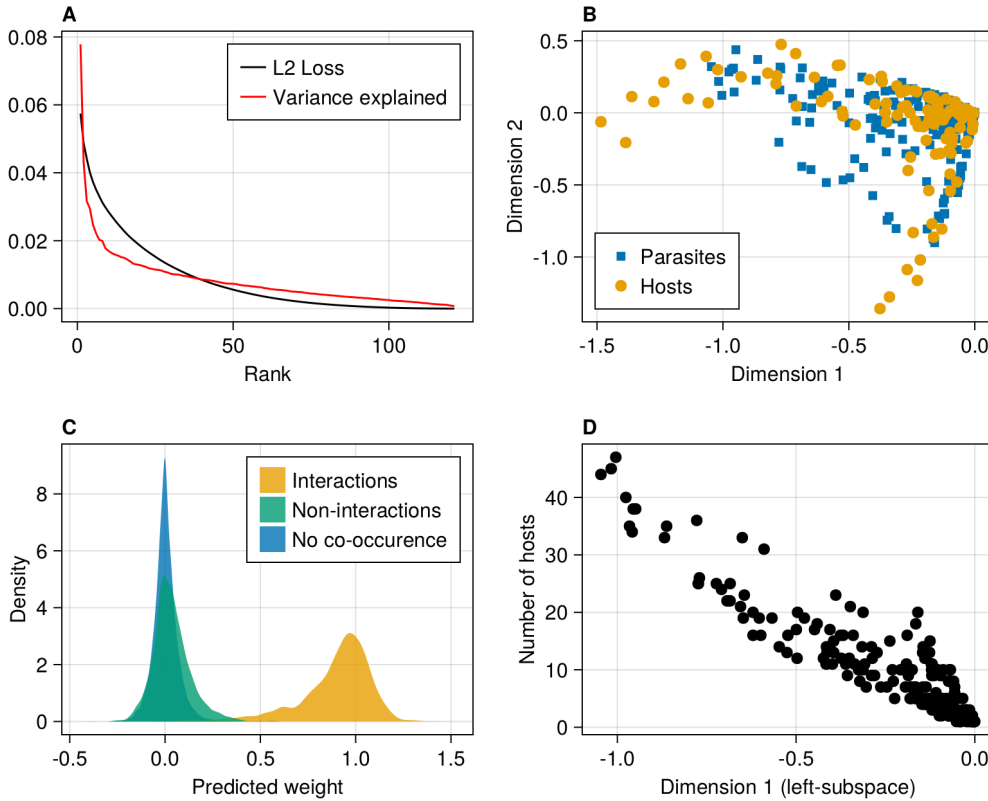 A
0.08
0.06
0.04
0.02
0.00
L2 Loss
Variance explained
0
50
100
Rank
B
0.5
0.0
-0.5
-1.0
Dimension 2
Parasites
Hosts
-1.5
-1.0
-0.5
0.0
Dimension 1
C
8
6
4
2
0
Density
Interactions
Non-interactions
No co-occurence
-0.5
0.0
0.5
1.0
1.5
Predicted weight
D
40
30
20
10
0
Number of hosts
-1.0
-0.5
0.0
Dimension 1 (left-subspace)